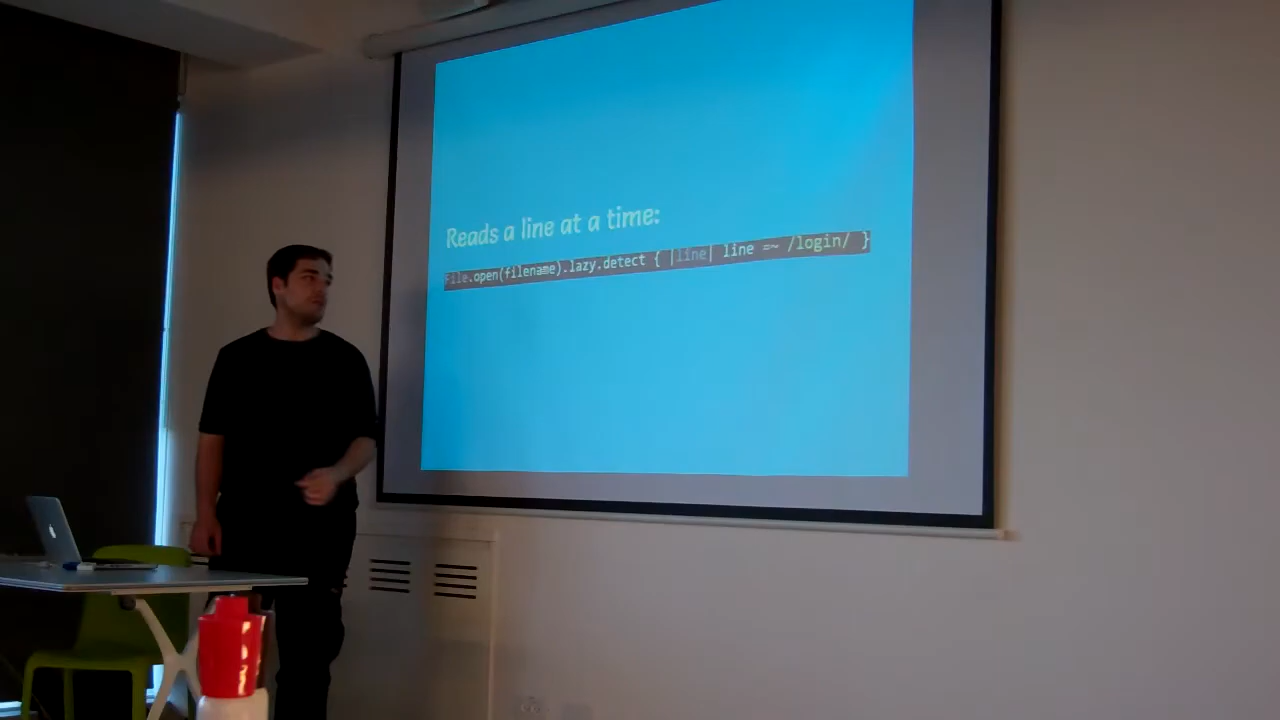 Reads a line at a time:
File.open(filename).lazy.detect { |line| line =~ /login/ }